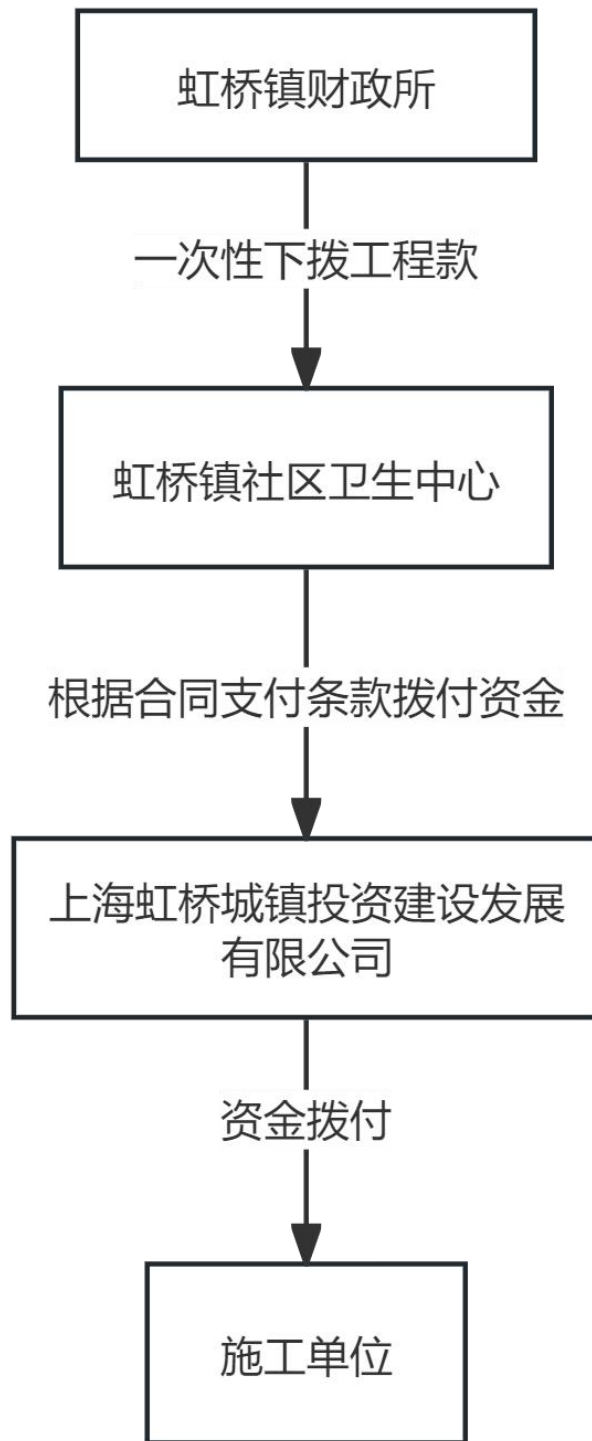 虹桥镇财政所
一次性下拨工程款
虹桥镇社区卫生中心
根据合同支付条款拨付资金
上海虹桥城镇投资建设发展
有限公司
资金拨付
施工单位